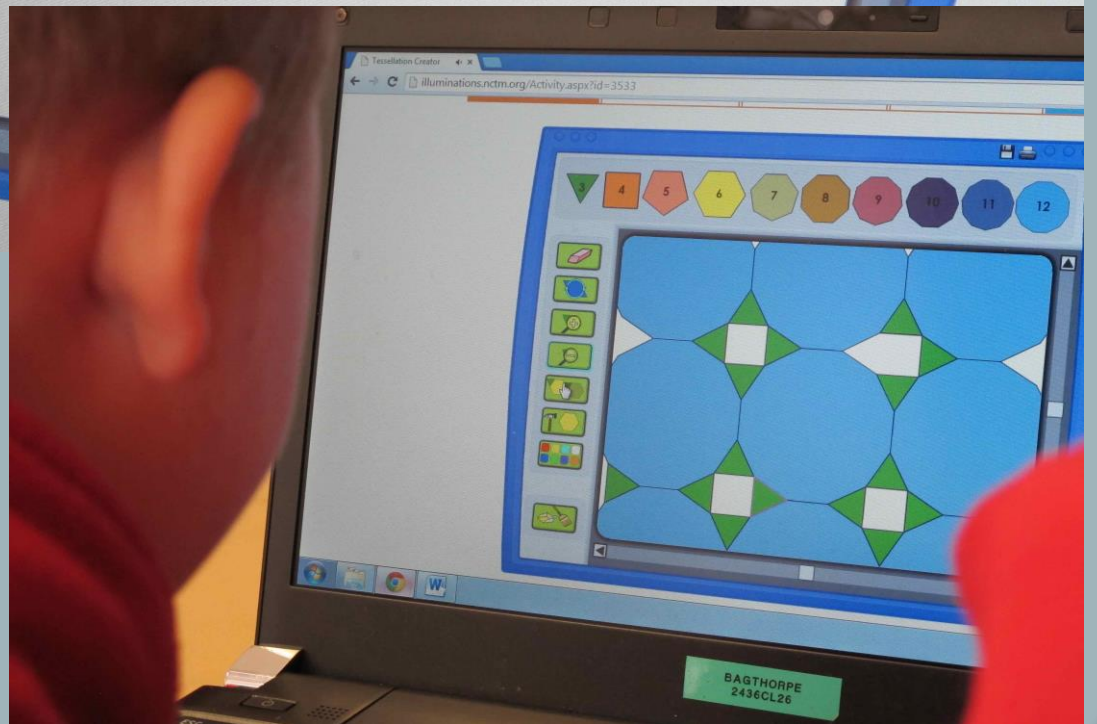 Tessellation Creator
illuminations.nctm.org/Activity.aspx?id=3533
3 4 5 6 7 8 9 10 11 12
W
BAGTHORPE
2436CL26